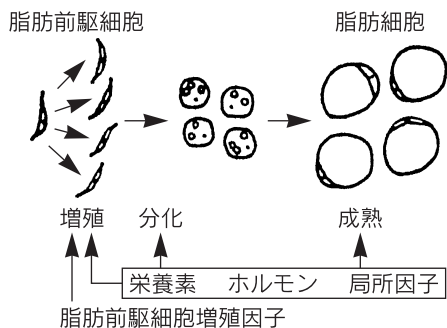 脂肪前駆細胞 脂肪細胞
増殖 分化 成熟
栄養素 ホルモン 局所因子
脂肪前駆細胞増殖因子